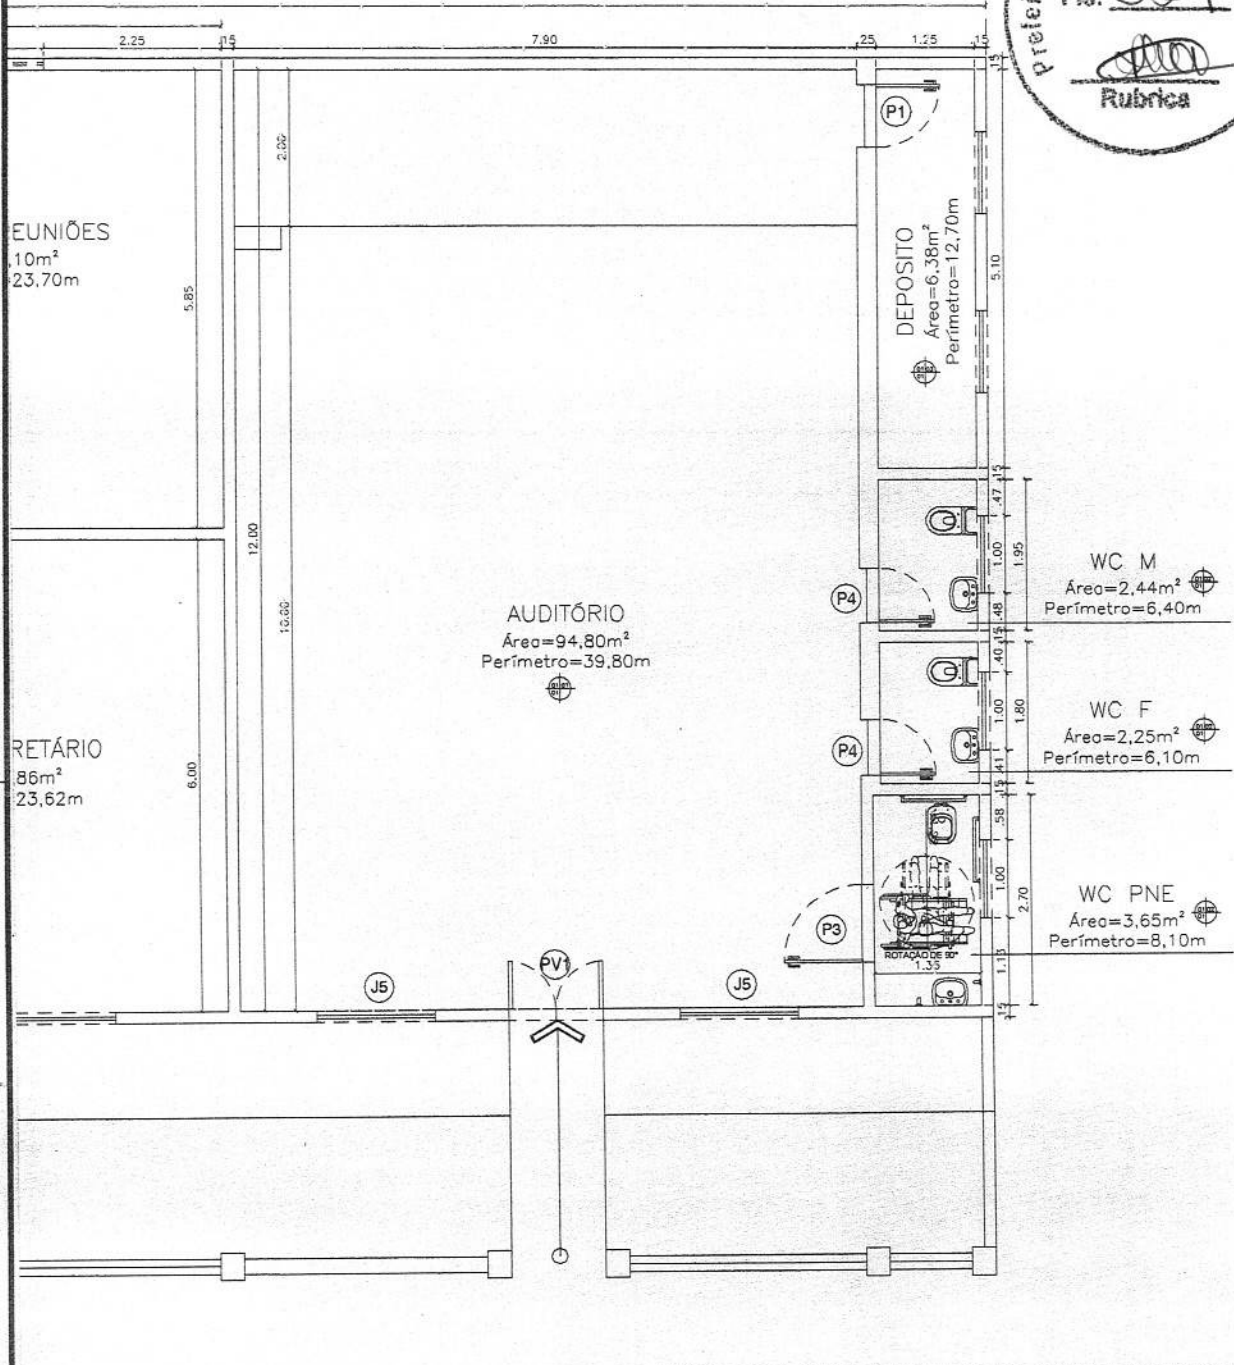 2.25
.15
7.90
.25
1.25
.15
Rubrica
.15
P1
2.00
EUNIÕES
.10m²
23,70m
DEPOSITO
Área=6,38m²
Perímetro=12,70m
5.10
5.85
.15
.47
1.00
1.95
.48
WC M
Área=2,44m²
Perímetro=6,40m
12.00
P4
AUDITÓRIO
Área=94,80m²
Perímetro=39,80m
.15
.40
1.00
1.80
.41
WC F
Área=2,25m²
Perímetro=6,10m
P4
RETÁRIO
86m²
23,62m
6.00
.15
.58
1.00
2.70
WC PNE
Área=3,65m²
Perímetro=8,10m
P3
ROTAÇÃO DE 90°
1.35
PV1
J5
J5
.15